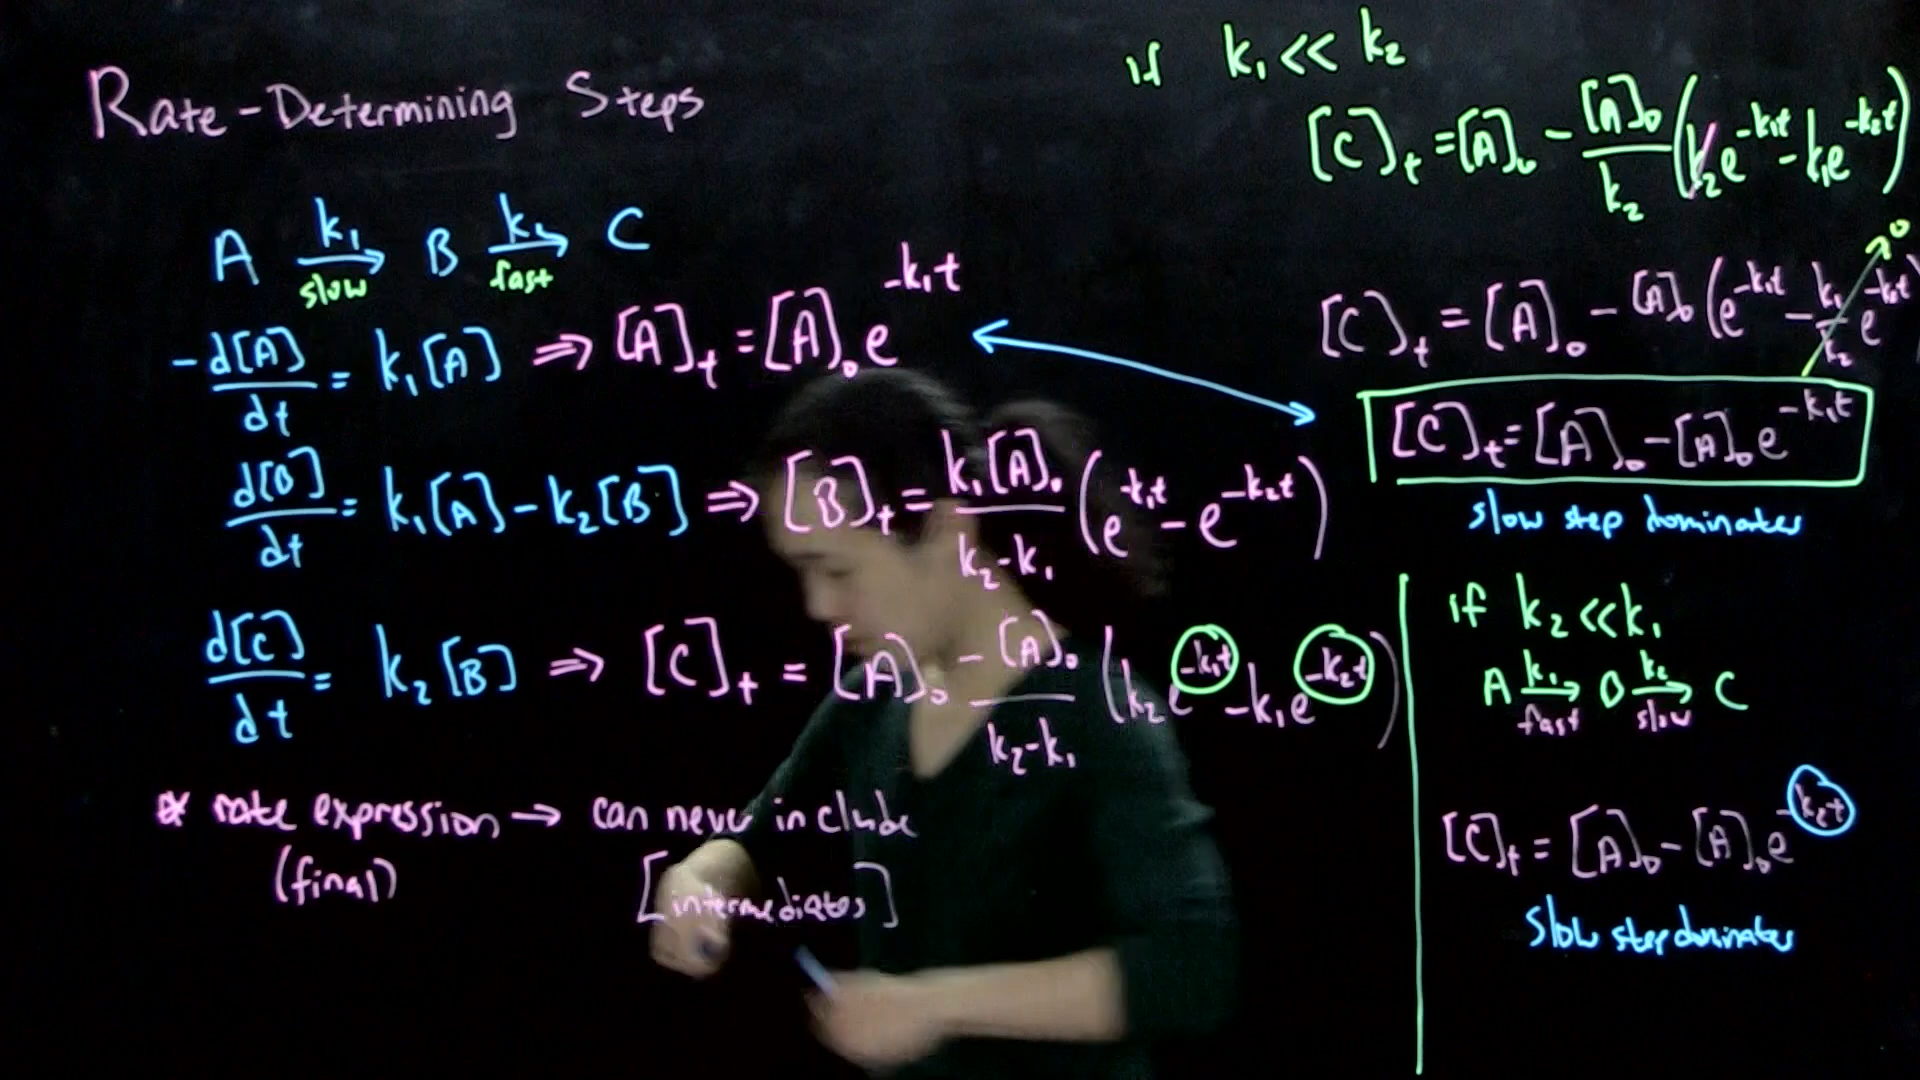 Rate-Determining Steps
A k₁→ B k₂→ C
slow fast
-d[A]/dt = k₁[A] ⇒ [A]ₜ = [A]₀e^(-k₁t)
d[B]/dt = k₁[A] - k₂[B] ⇒ [B]ₜ = k₁[A]₀/(k₂-k₁) (e^(-k₁t) - e^(-k₂t))
d[C]/dt = k₂[B] ⇒ [C]ₜ = [A]₀ - [A]₀/(k₂-k₁) (k₂e^(-k₁t) - k₁e^(-k₂t))
* rate expression → can never include
(final) [intermediates]
if k₁ << k₂
[C]ₜ = [A]₀ - [A]₀/k₂ (k₂e^(-k₁t) - k₁e^(-k₂t))
[C]ₜ = [A]₀ - [A]₀ (e^(-k₁t) - k₁/k₂ e^(-k₂t)) → 0
[C]ₜ = [A]₀ - [A]₀e^(-k₁t)
slow step dominates
if k₂ << k₁
A k₁→ B k₂→ C
fast slow
[C]ₜ = [A]₀ - [A]₀e^(-k₂t)
slow step dominates